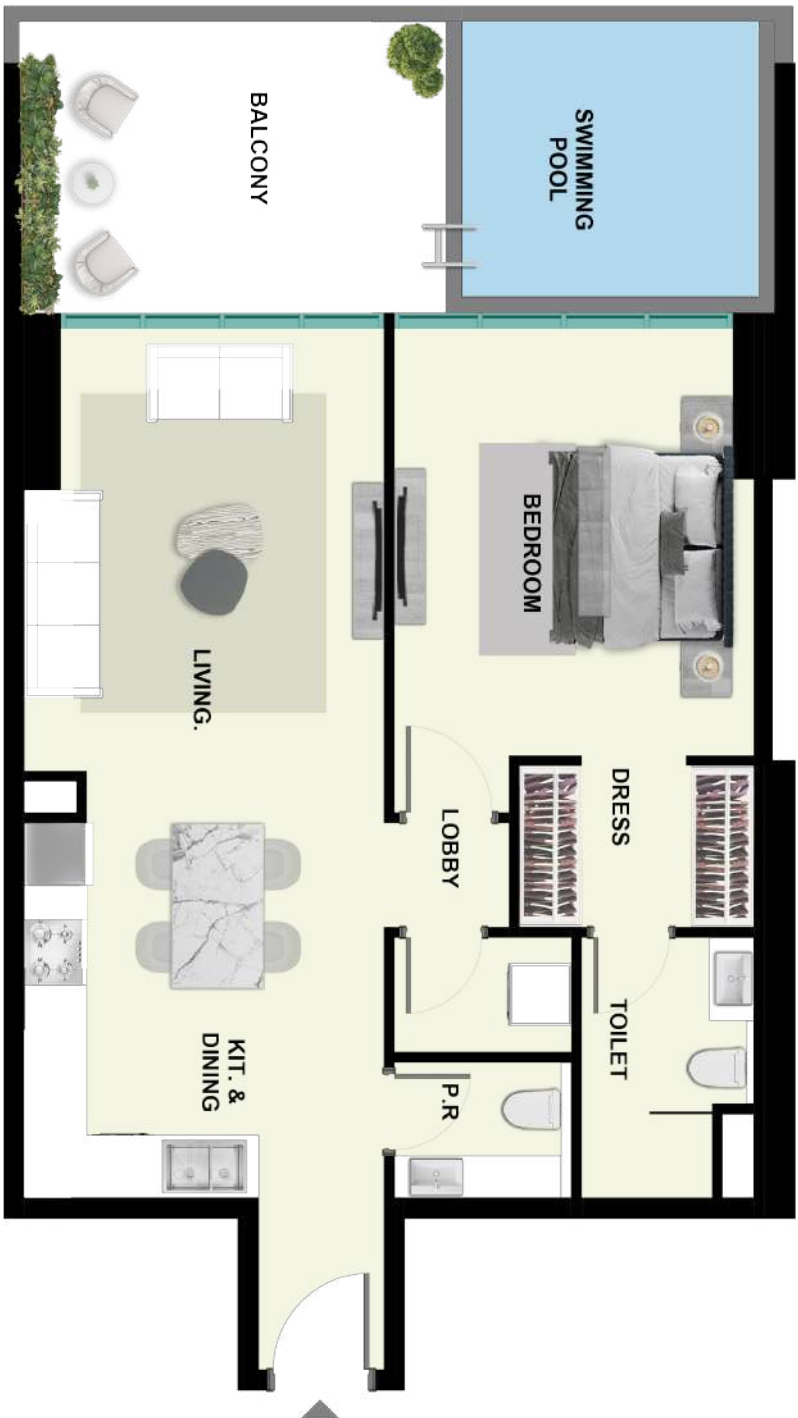 BALCONY
SWIMMING
POOL
BEDROOM
LIVING.
DRESS
LOBBY
TOILET
KIT. &
DINING
P.R